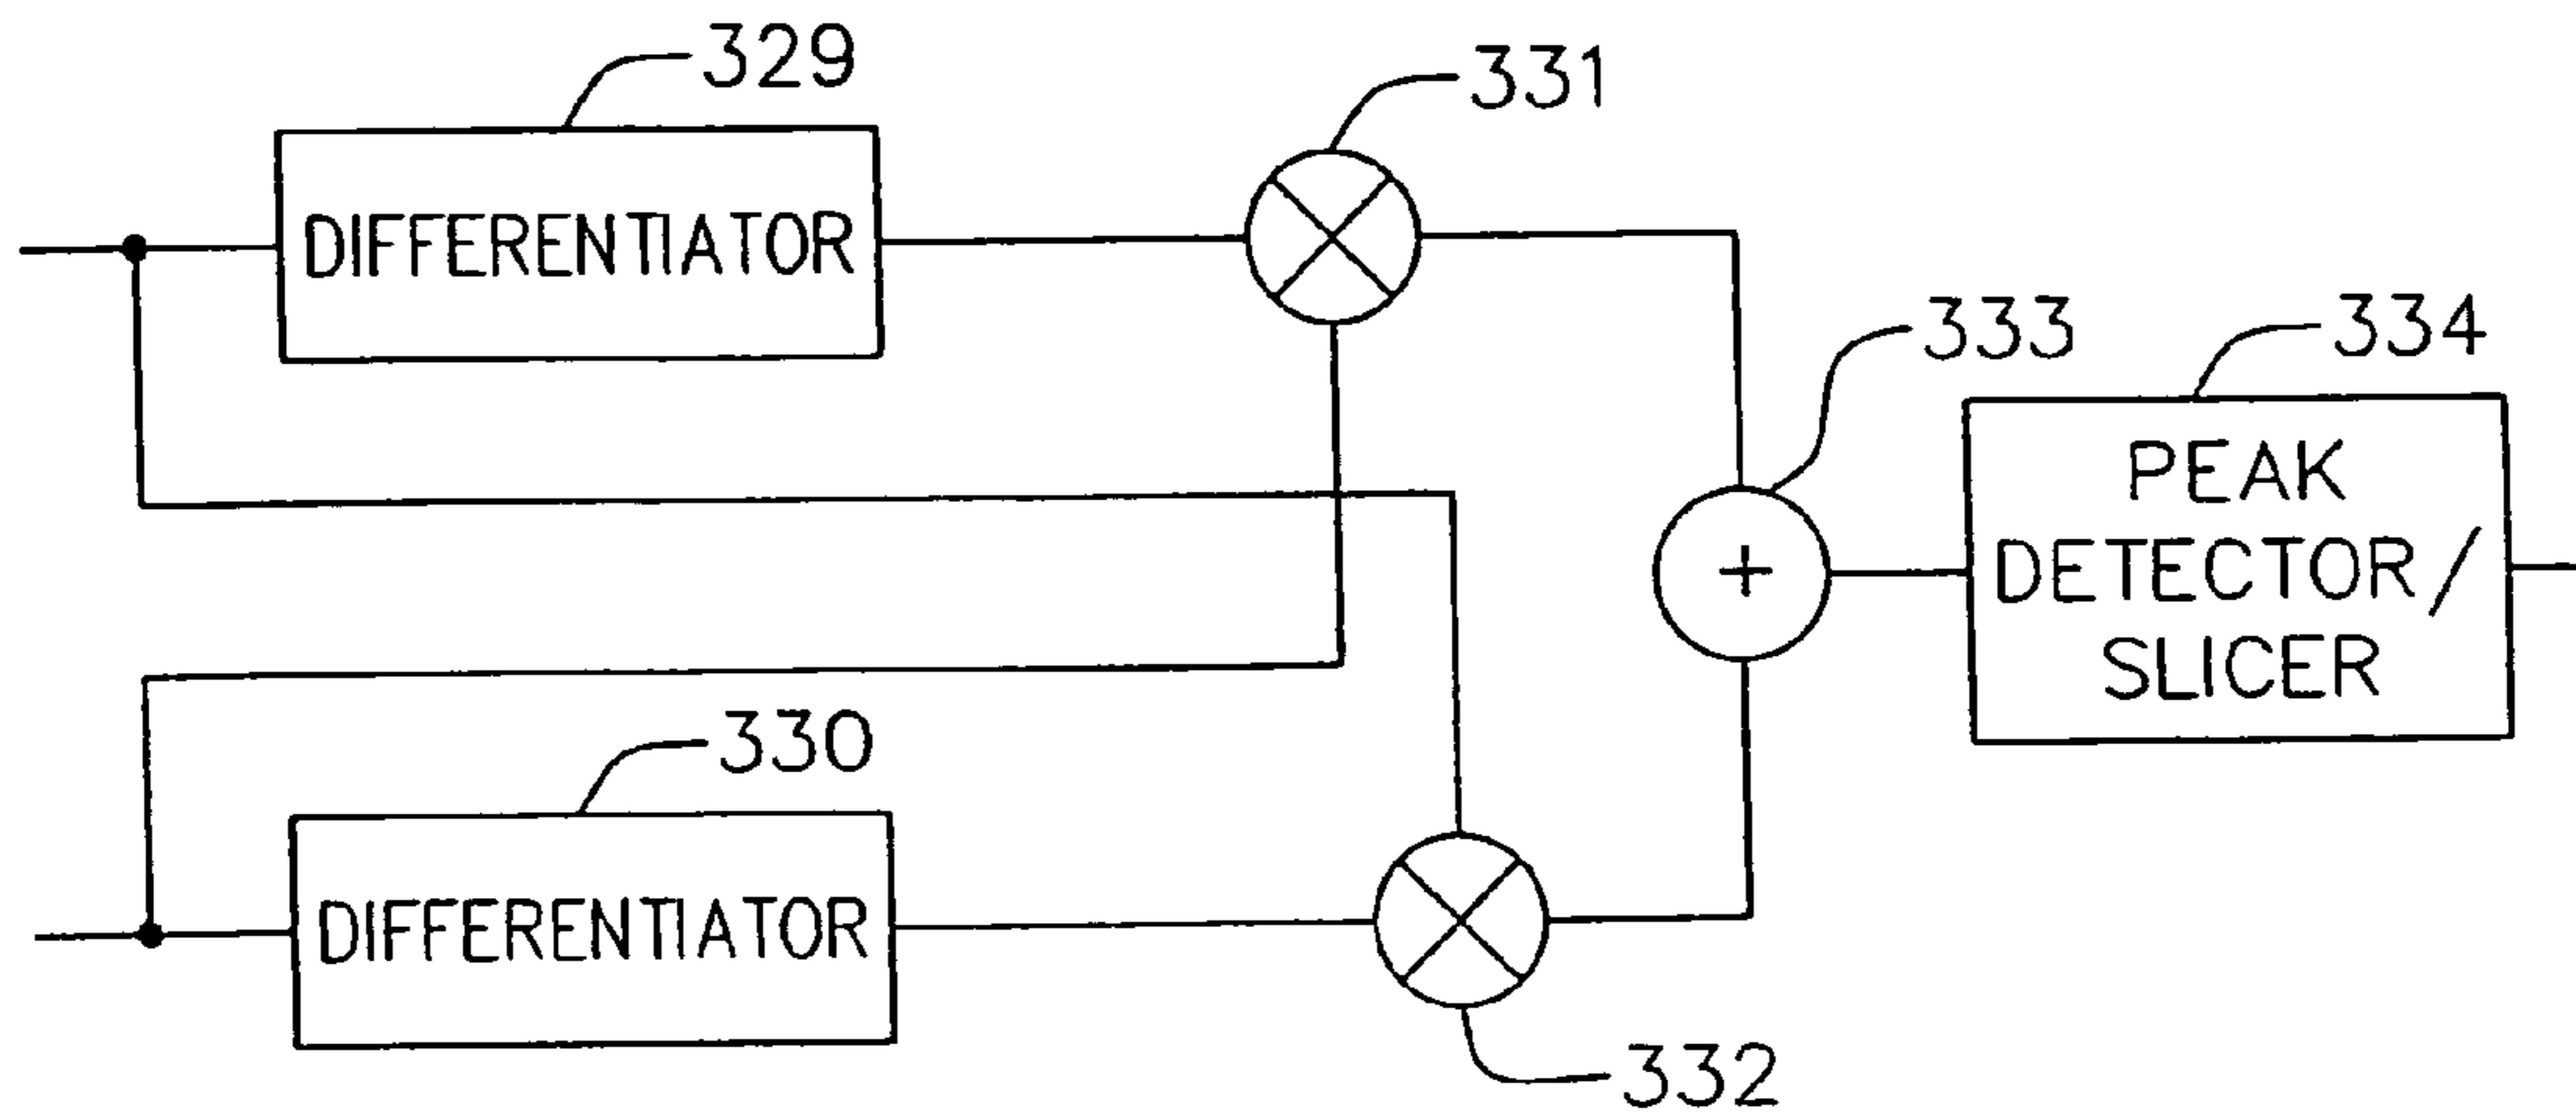 329
331
DIFFERENTIATOR
333
334
+
PEAK
DETECTOR/
SLICER
330
DIFFERENTIATOR
332